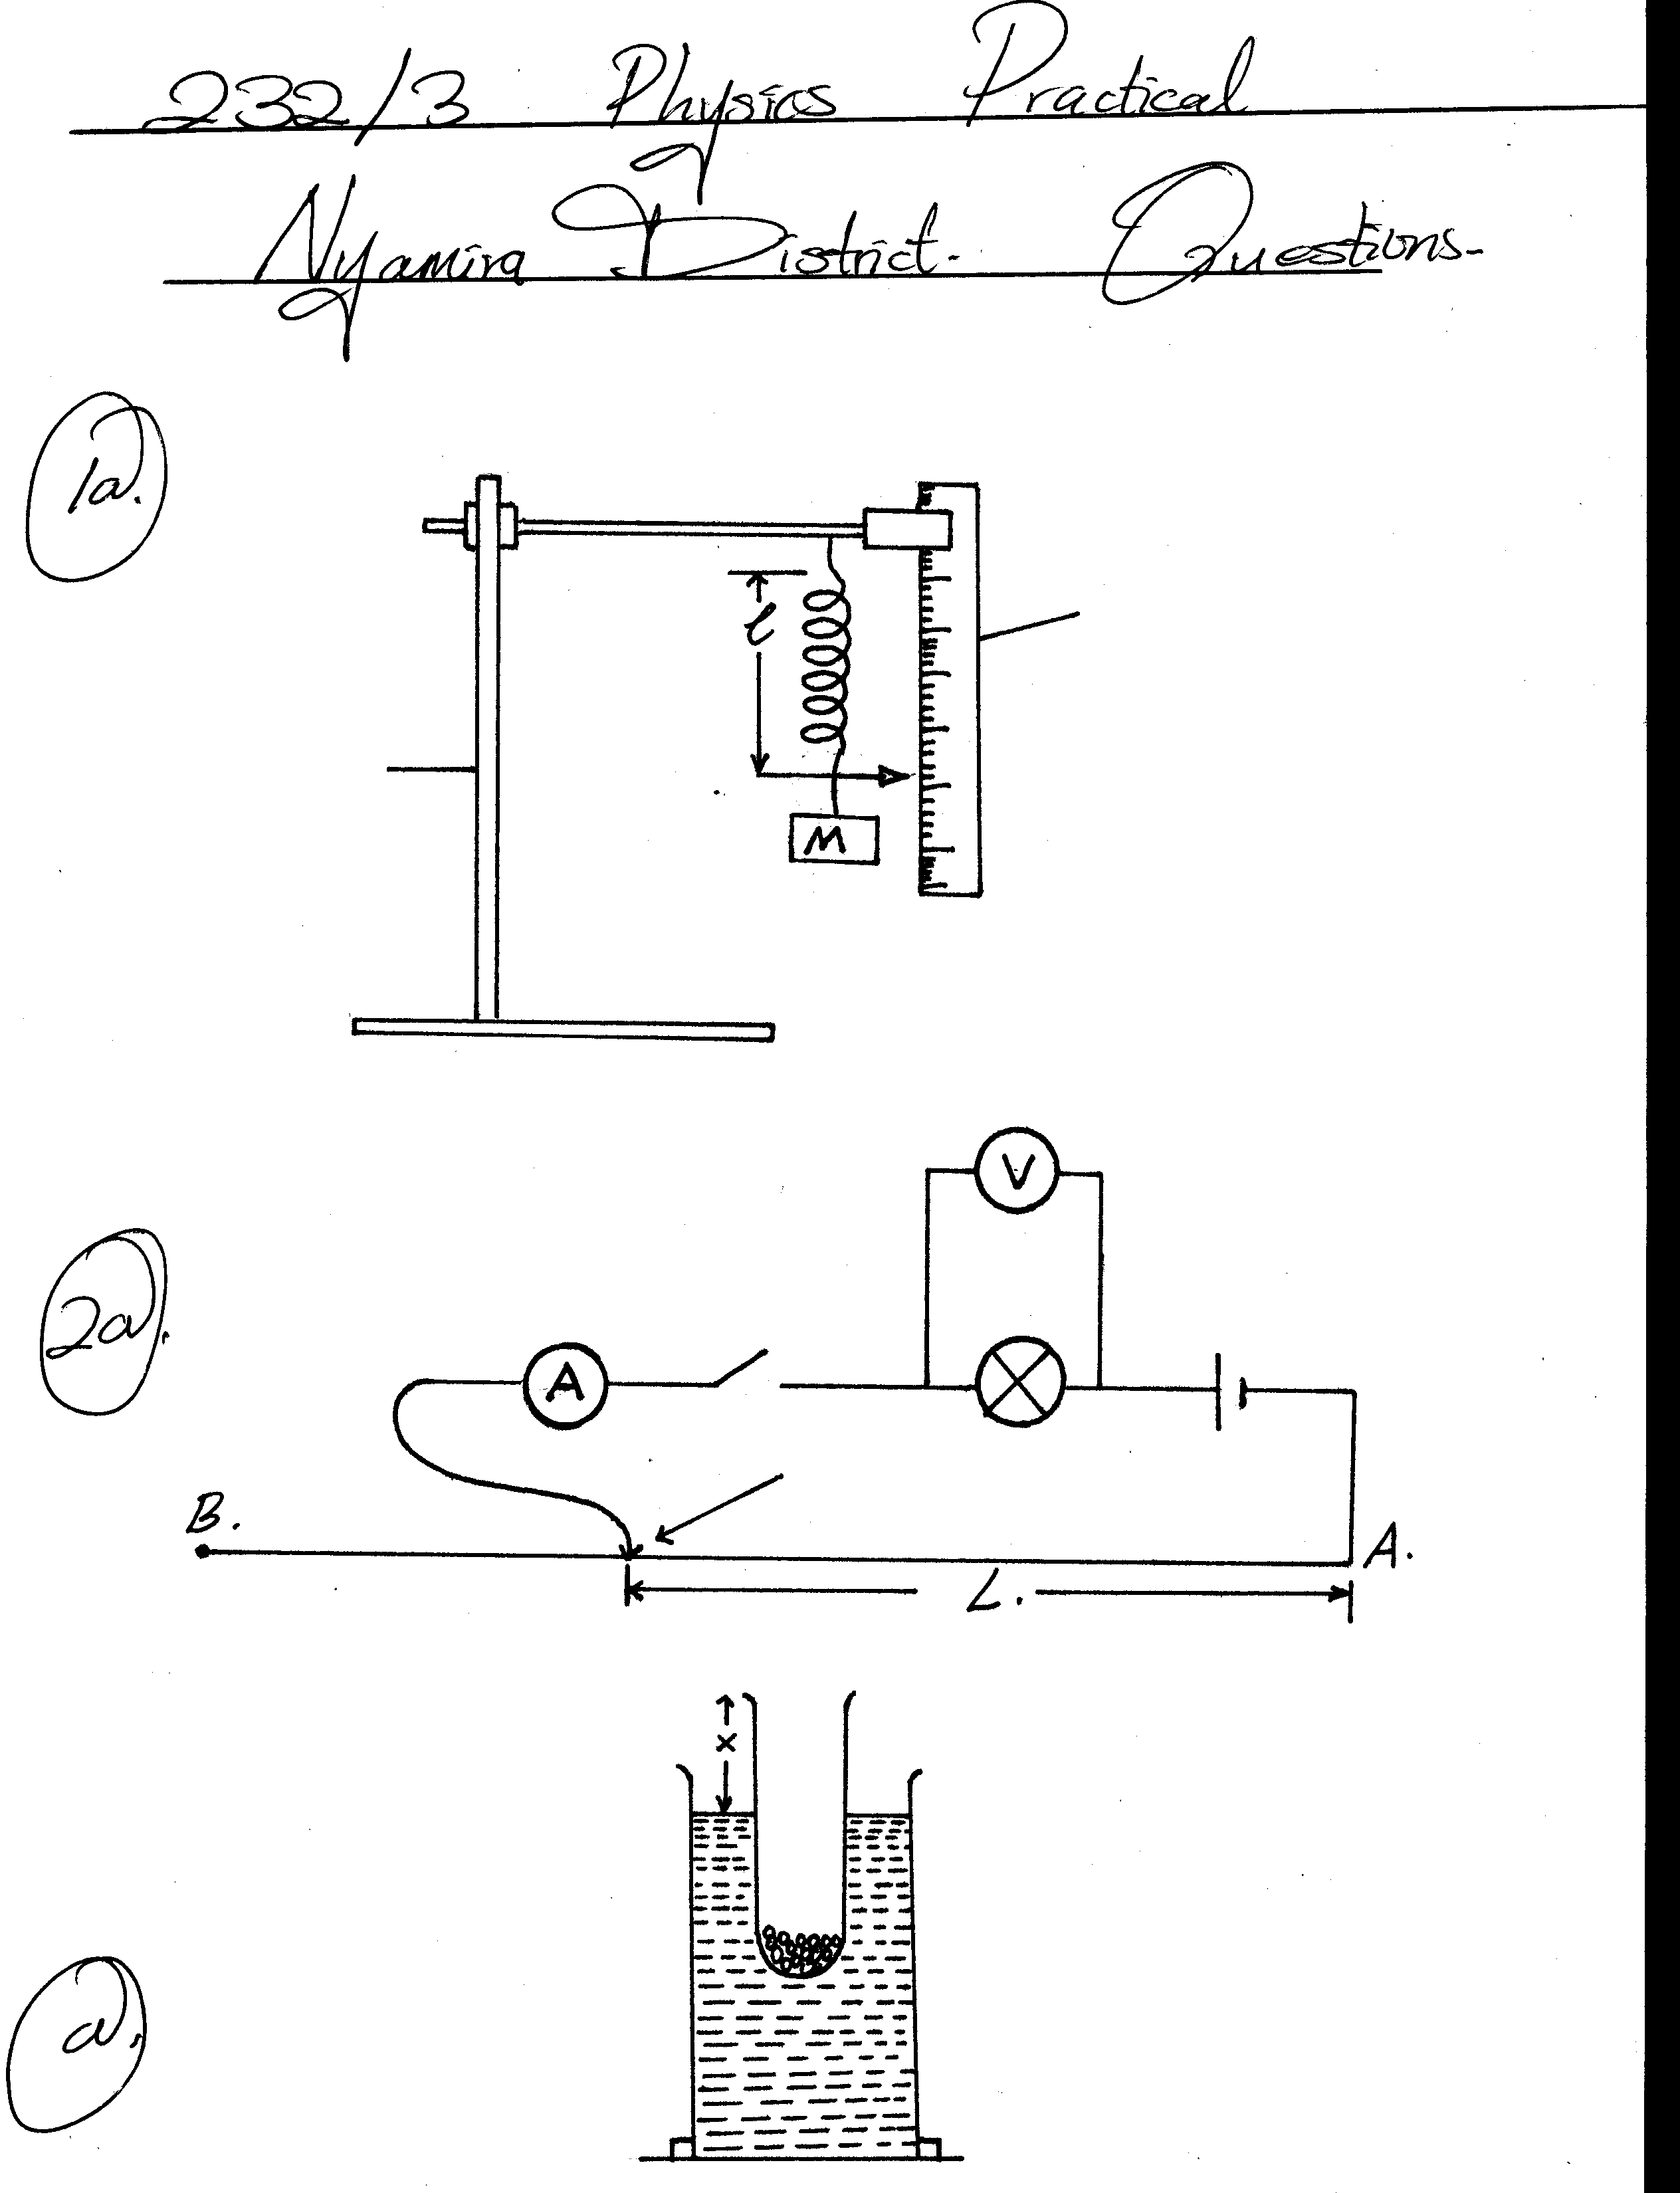 232/3 Physics Practical
Nyamira District. Questions-
1a.
l
M
2a.
V
A
B.
A.
L.
x
a.